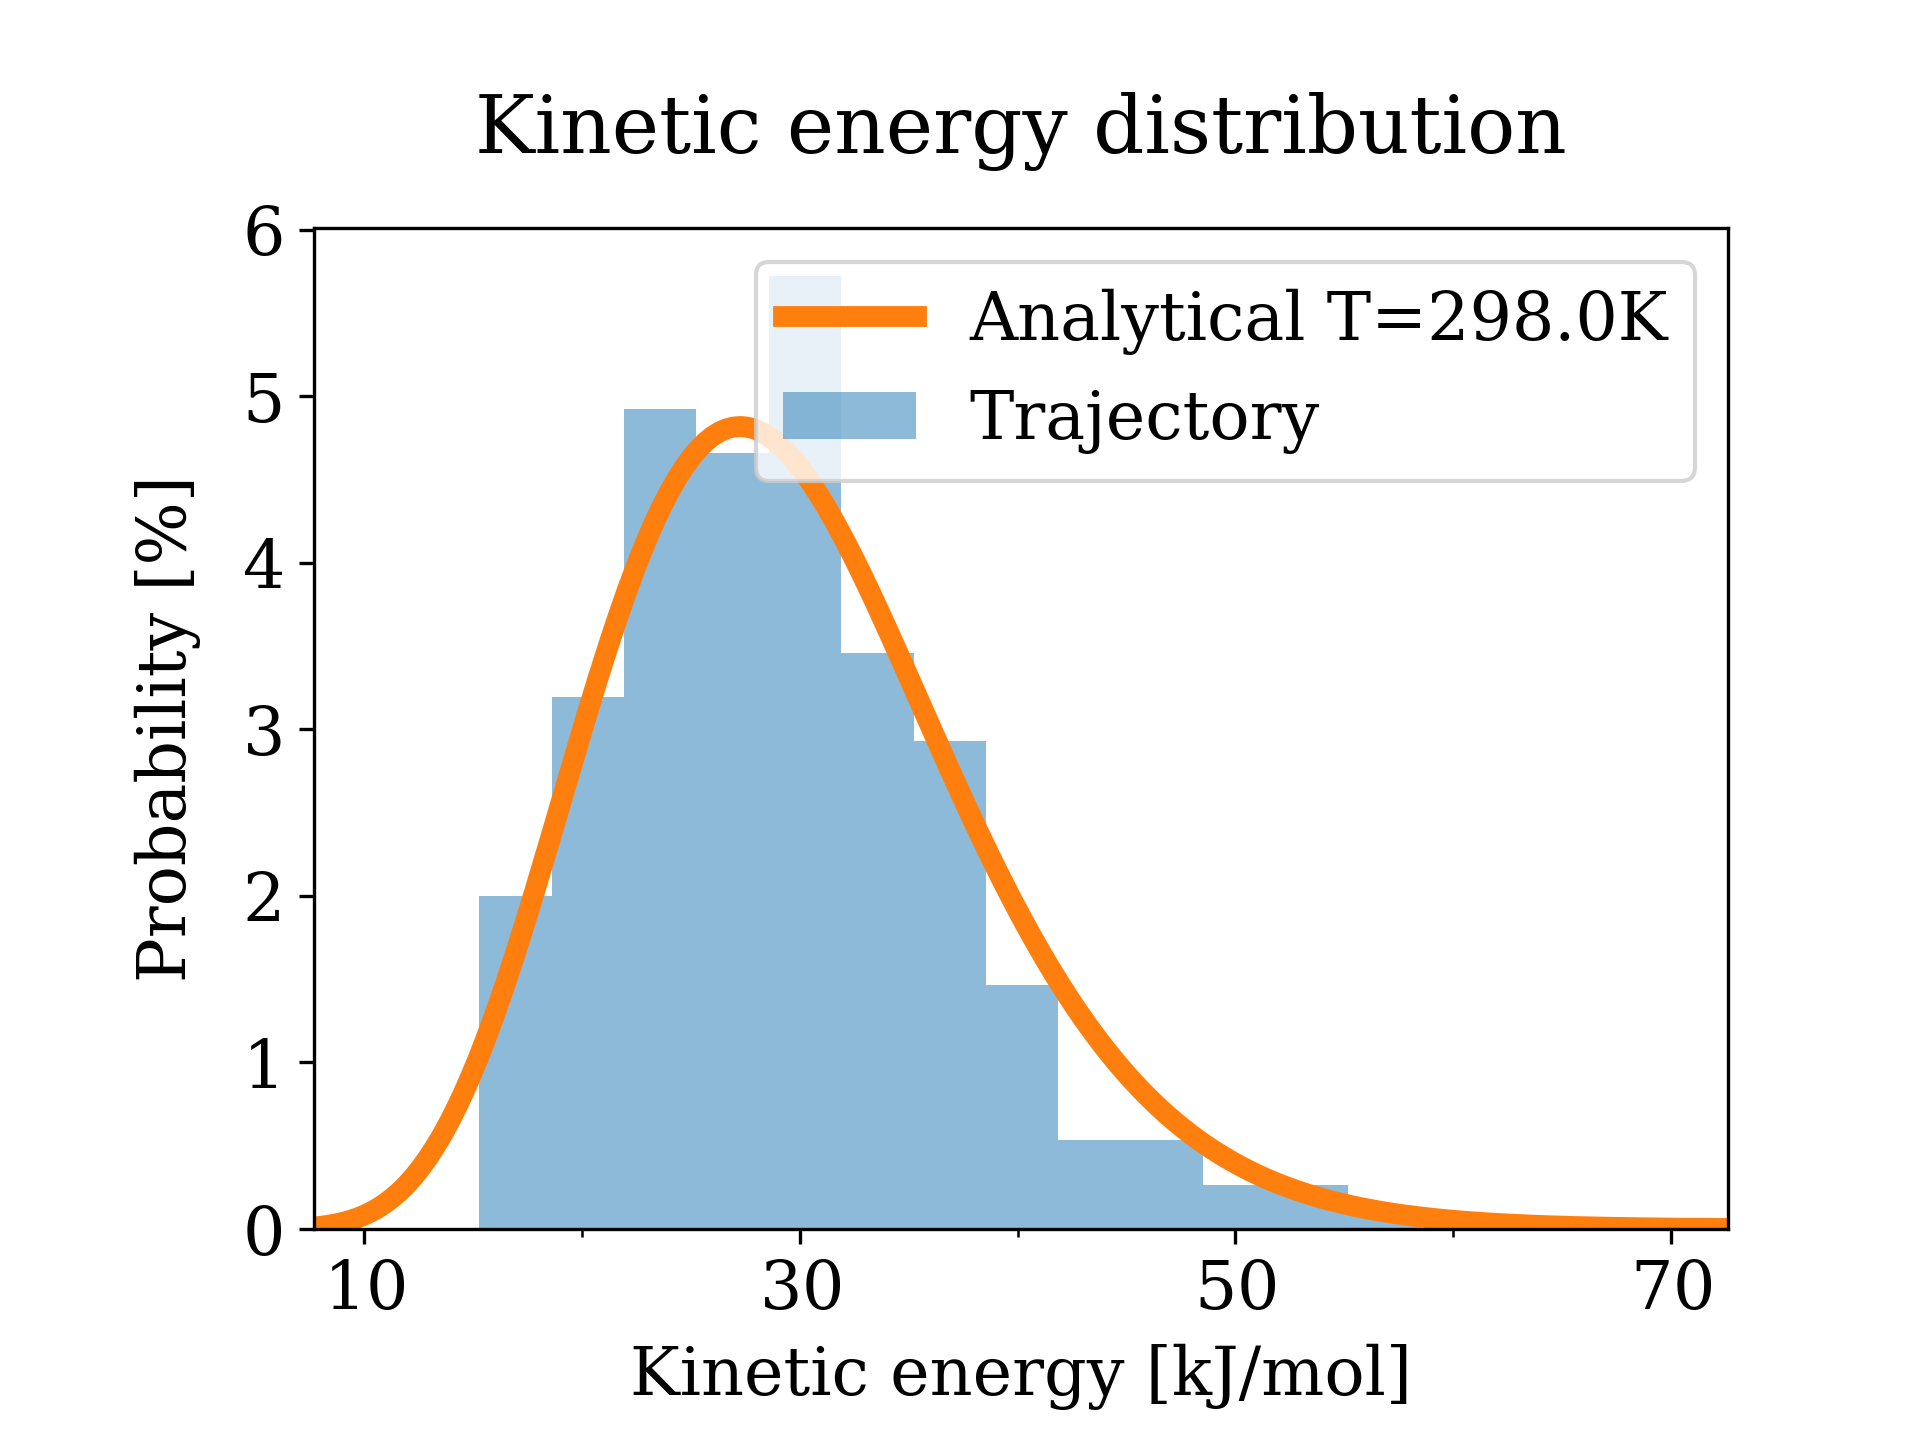 Kinetic energy distribution
6
5
4
3
2
1
0
Probability [%]
Analytical T=298.0K
Trajectory
10 30 50 70
Kinetic energy [kJ/mol]